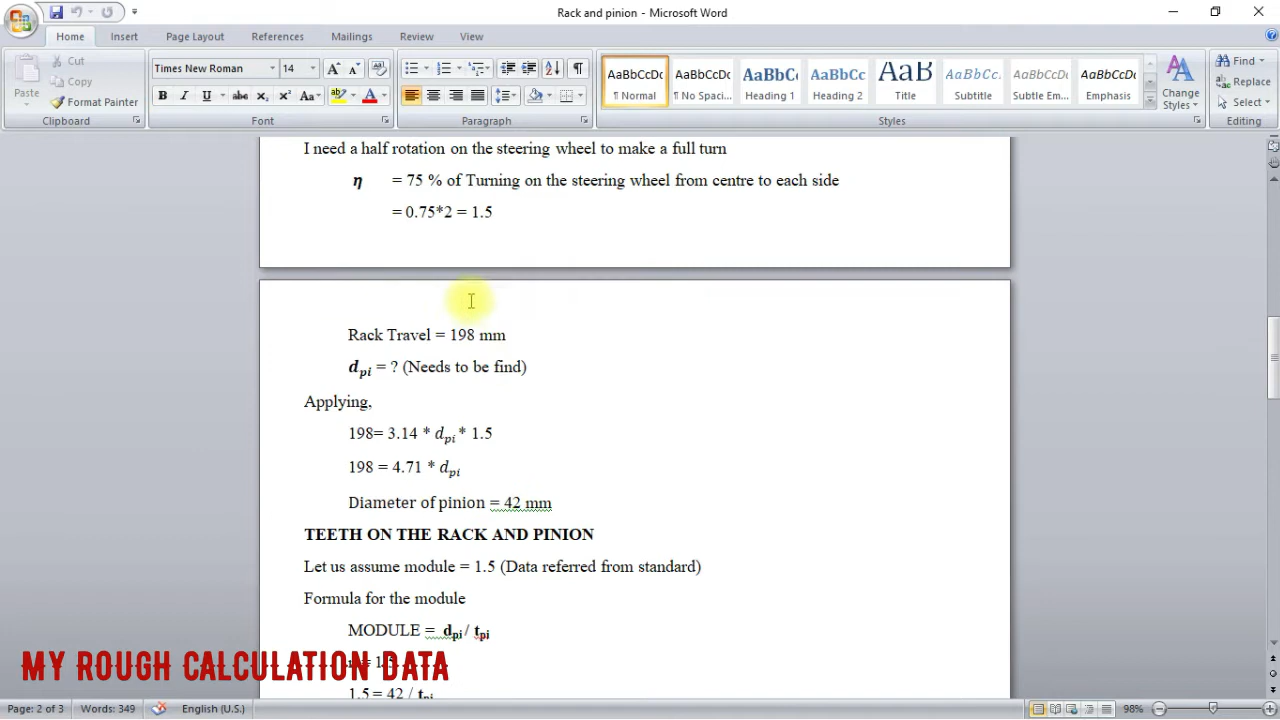 Rack and pinion - Microsoft Word
Home Insert Page Layout References Mailings Review View
Paste
Cut
Copy
Format Painter
Clipboard
Times New Roman 14
Font
Paragraph
AaBbCcDc AaBbCcDc AaBbCc AaBbCc AaB AaBbCc. AaBbCcDc AaBbCcDc
¶ Normal ¶ No Spaci... Heading 1 Heading 2 Title Subtitle Subtle Em... Emphasis
Change Styles
Styles
Find
Replace
Select
Editing
I need a half rotation on the steering wheel to make a full turn
η = 75 % of Turning on the steering wheel from centre to each side
= 0.75*2 = 1.5
Rack Travel = 198 mm
dpi = ? (Needs to be find)
Applying,
198= 3.14 * dpi * 1.5
198 = 4.71 * dpi
Diameter of pinion = 42 mm
TEETH ON THE RACK AND PINION
Let us assume module = 1.5 (Data referred from standard)
Formula for the module
MODULE = dpi / tpi
1.5 = 42 / tpi
MY ROUGH CALCULATION DATA
Page: 2 of 3 Words: 349 English (U.S.) 98%